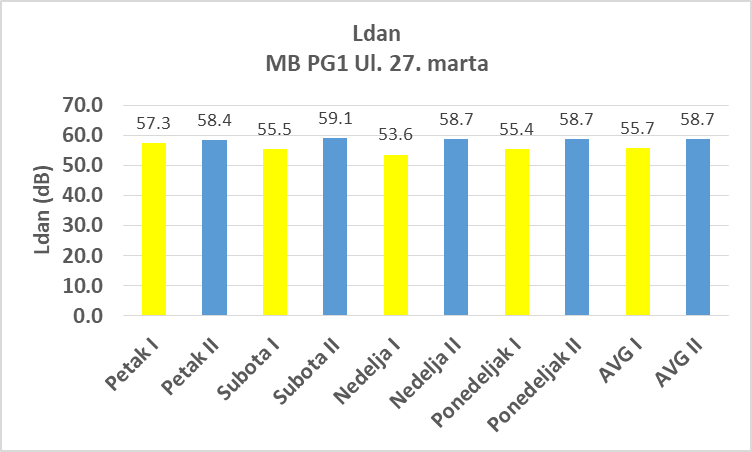 Ldan
MB PG1 Ul. 27. marta
Ldan (dB)
70.0
60.0
50.0
40.0
30.0
20.0
10.0
0.0
57.3
58.4
55.5
59.1
53.6
58.7
55.4
58.7
55.7
58.7
Petak I
Petak II
Subota I
Subota II
Nedelja I
Nedelja II
Ponedeljak I
Ponedeljak II
AVG I
AVG II